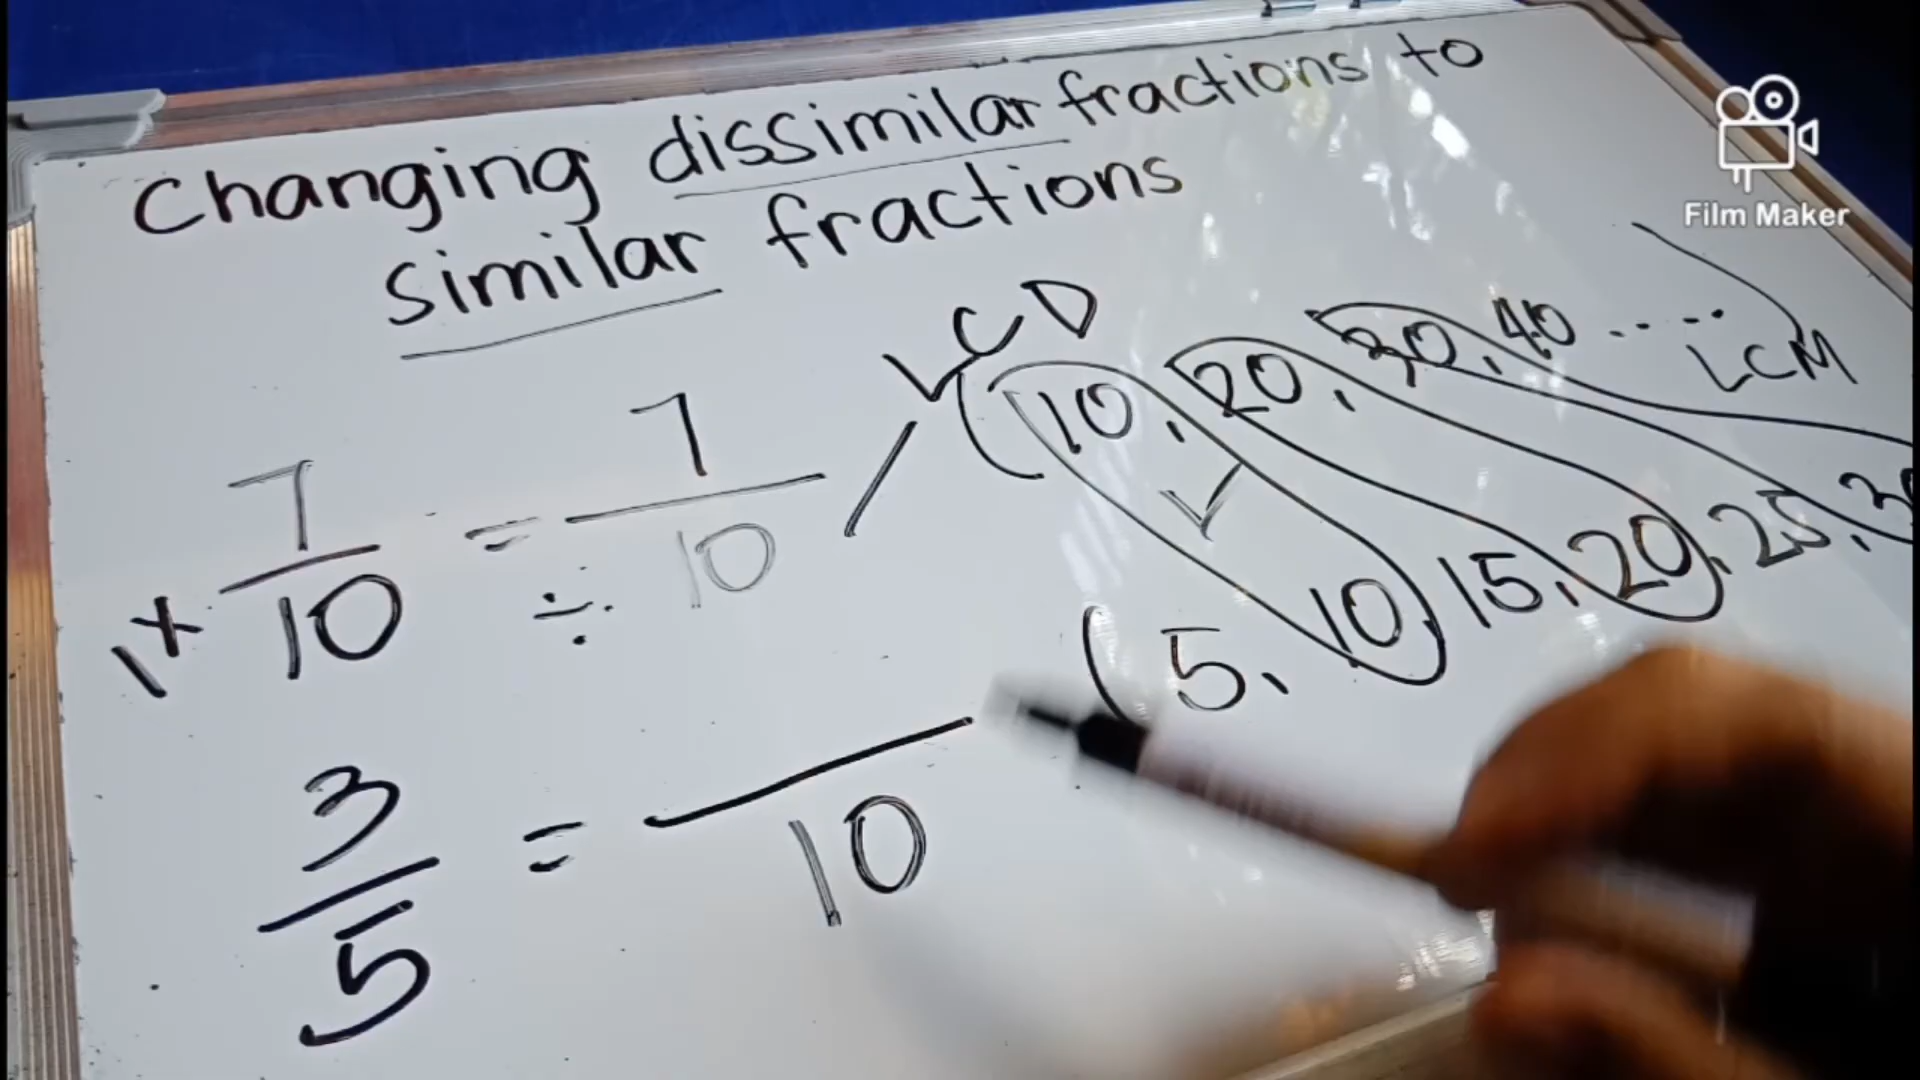 Changing dissimilar fractions to
similar fractions
Film Maker
LCD
(10, 20, 30, 40 ......
LCM
7/10 = 7/10
1x ÷
(5, 10, 15, 20, 25, 30
3/5 = /10